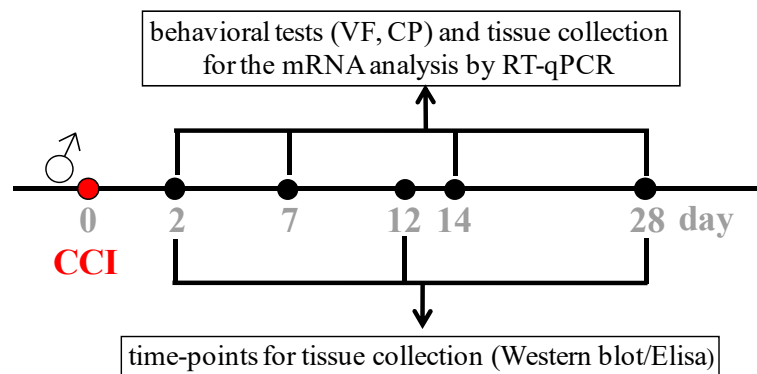 behavioral tests (VF, CP) and tissue collection
for the mRNA analysis by RT-qPCR
0 2 7 12 14 28 day
CCI
time-points for tissue collection (Western blot/Elisa)